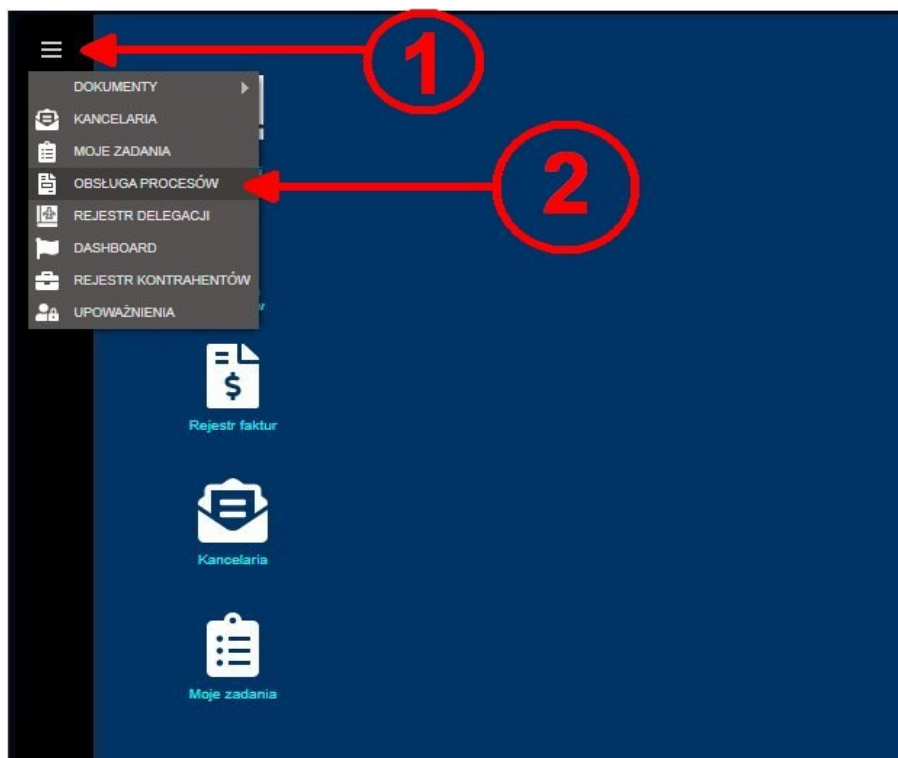 1
DOKUMENTY
KANCELARIA
MOJE ZADANIA
OBSŁUGA PROCESÓW
2
REJESTR DELEGACJI
DASHBOARD
REJESTR KONTRAHENTÓW
UPOWAŻNIENIA
Rejestr faktur
Kancelaria
Moje zadania